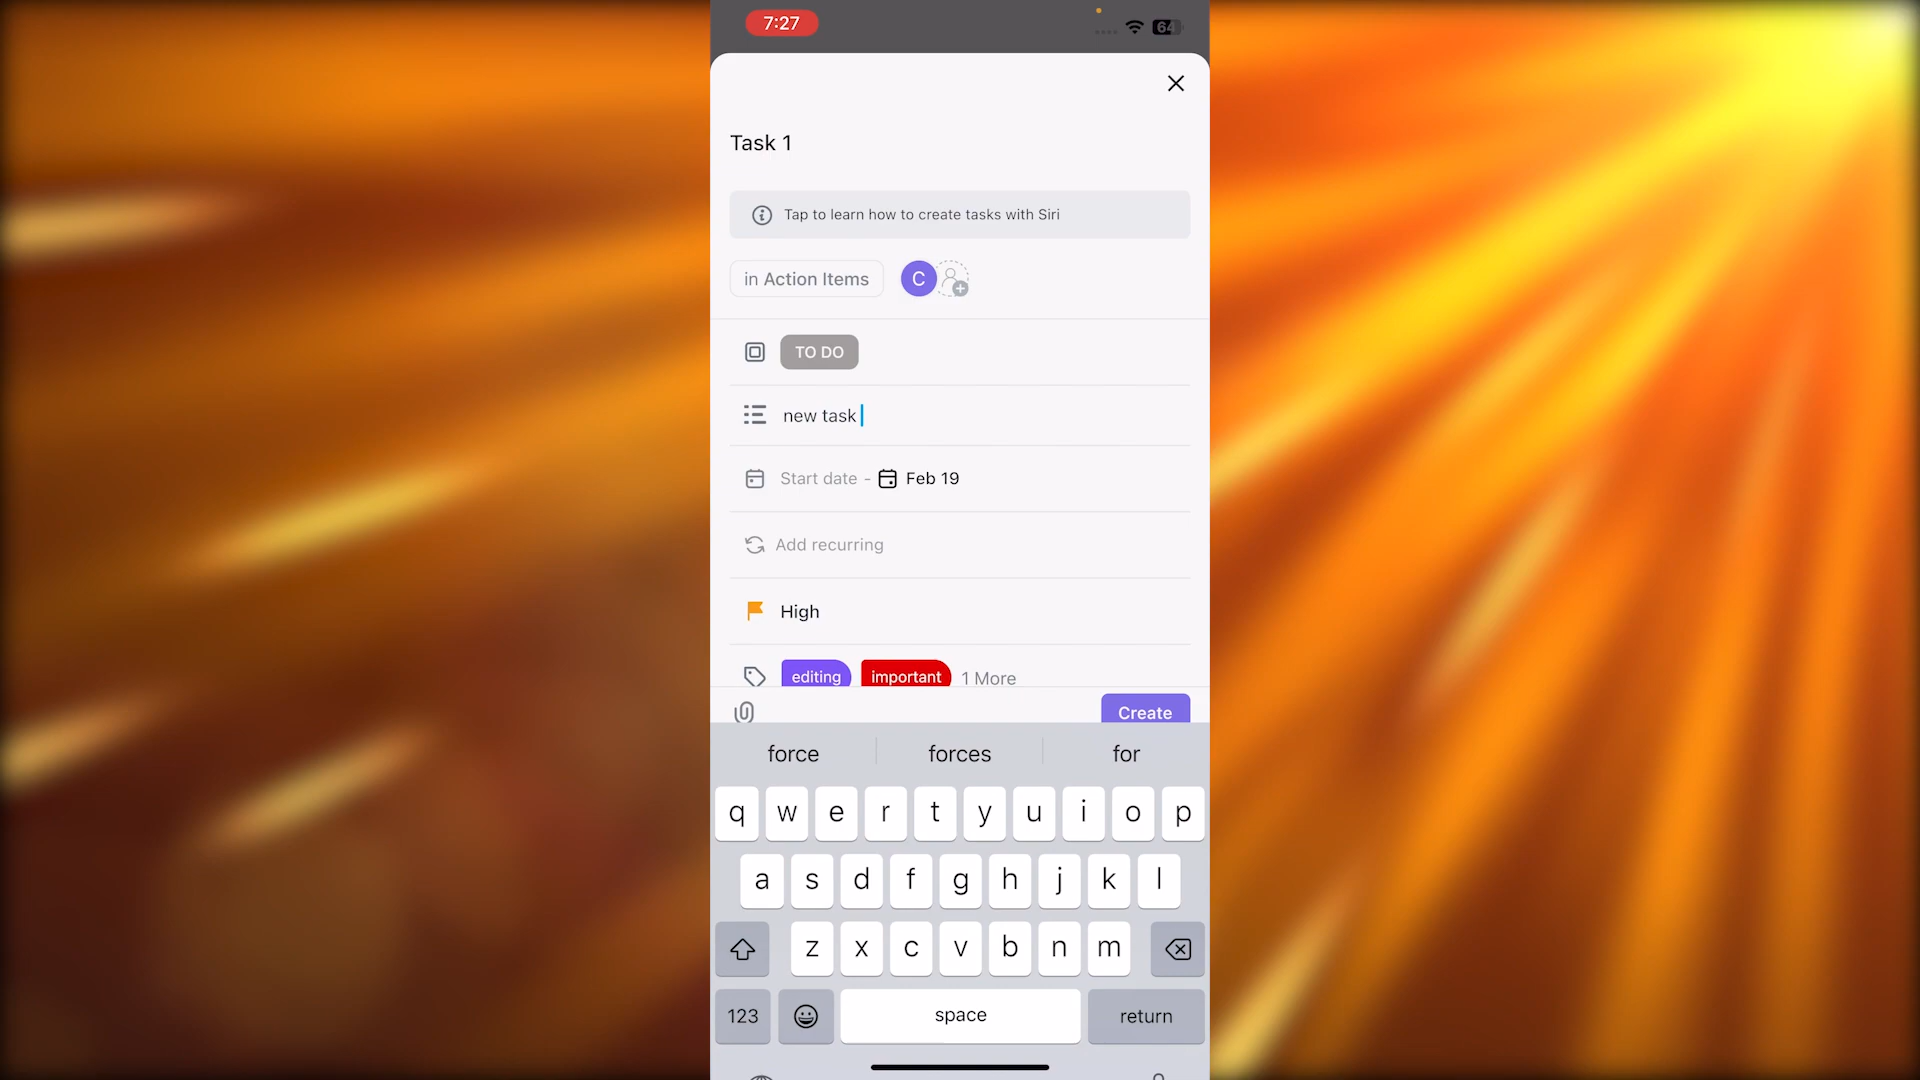 7:27
64
Task 1
Tap to learn how to create tasks with Siri
in Action Items
C
TO DO
new task
Start date - Feb 19
Add recurring
High
editing important 1 More
Create
force forces for
q w e r t y u i o p
a s d f g h j k l
z x c v b n m
123 space return